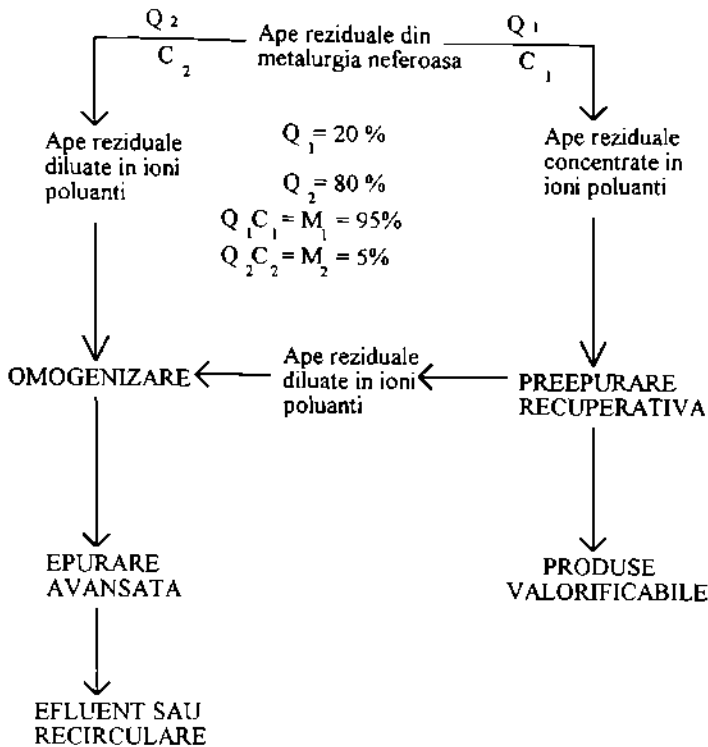 Q 2
C 2
Ape reziduale din
metalurgia neferoasa
Q 1
C 1
Ape reziduale
diluate in ioni
poluanti
Q 1 = 20 %
Q 2 = 80 %
Q 1 C 1 = M 1 = 95%
Q 2 C 2 = M 2 = 5%
Ape reziduale
concentrate in
ioni poluanti
OMOGENIZARE
Ape reziduale
diluate in ioni
poluanti
PREEPURARE
RECUPERATIVA
EPURARE
AVANSATA
PRODUSE
VALORIFICABILE
EFLUENT SAU
RECIRCULARE